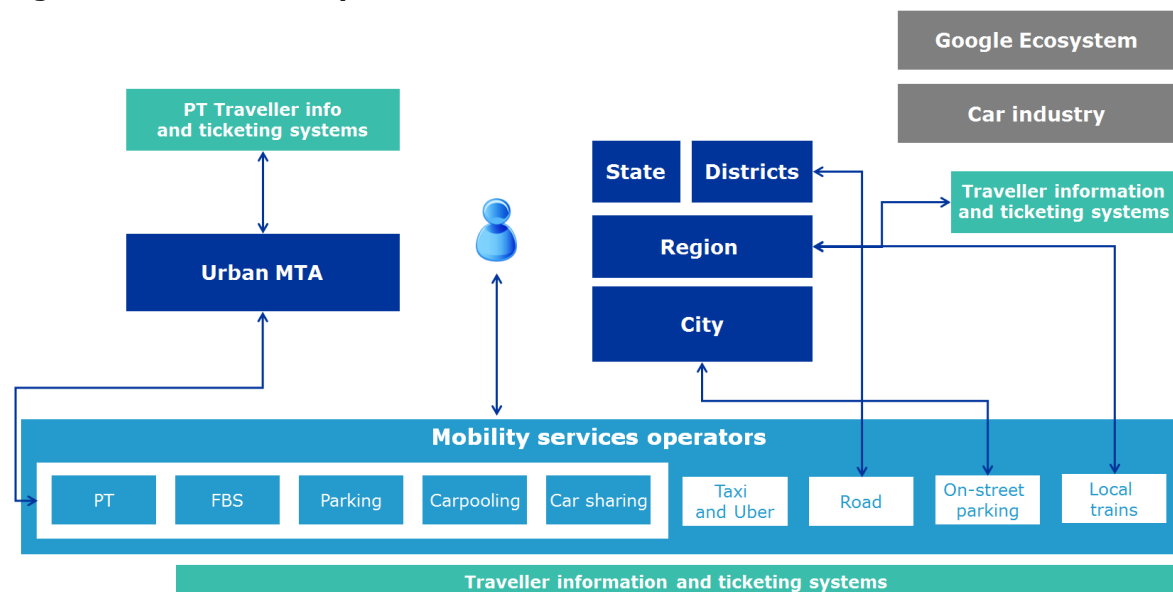 Google Ecosystem
Car industry
PT Traveller info
and ticketing systems
State
Districts
Traveller information
and ticketing systems
Region
Urban MTA
City
Mobility services operators
PT
FBS
Parking
Carpooling
Car sharing
Taxi
and Uber
Road
On-street
parking
Local
trains
Traveller information and ticketing systems